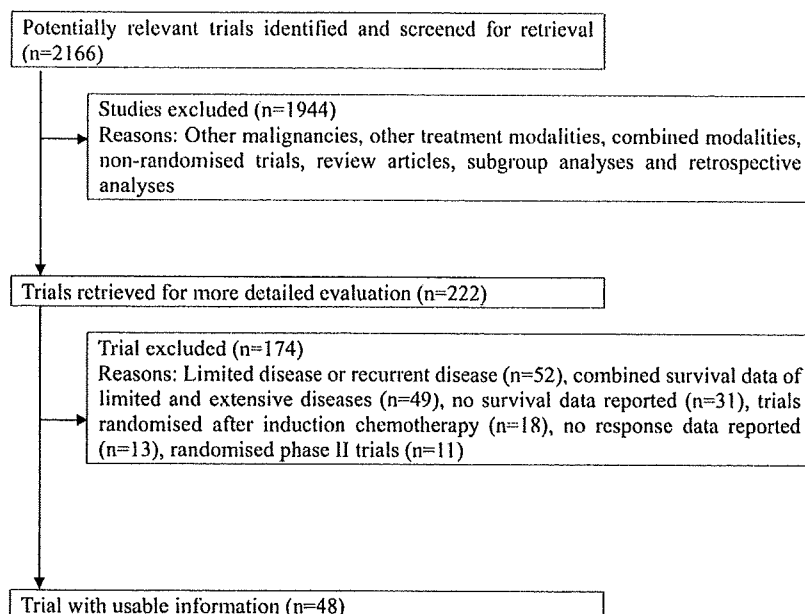 Potentially relevant trials identified and screened for retrieval
(n=2166)
Studies excluded (n=1944)
Reasons: Other malignancies, other treatment modalities, combined modalities,
non-randomised trials, review articles, subgroup analyses and retrospective
analyses
Trials retrieved for more detailed evaluation (n=222)
Trial excluded (n=174)
Reasons: Limited disease or recurrent disease (n=52), combined survival data of
limited and extensive diseases (n=49), no survival data reported (n=31), trials
randomised after induction chemotherapy (n=18), no response data reported
(n=13), randomised phase II trials (n=11)
Trial with usable information (n=48)